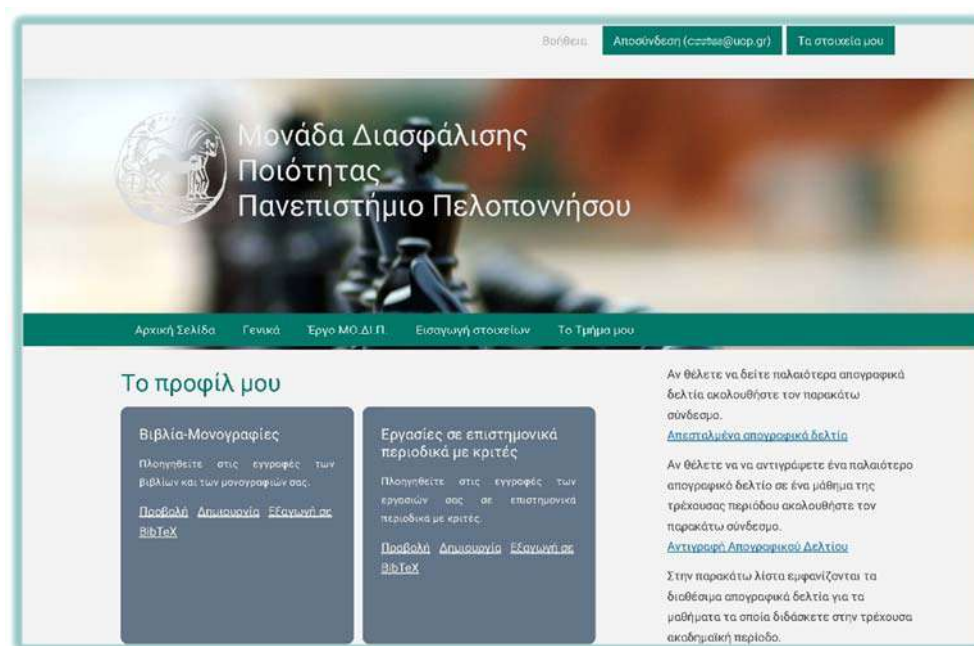 Βοήθεια Αποσύνδεση (costas@uop.gr) Τα στοιχεία μου
Μονάδα Διασφάλισης
Ποιότητας
Πανεπιστήμιο Πελοποννήσου
Αρχική Σελίδα Γενικά Έργο ΜΟ.ΔΙ.Π. Εισαγωγή στοιχείων Το Τμήμα μου
Το προφίλ μου
Βιβλία-Μονογραφίες
Πλοηγηθείτε στις εγγραφές των
βιβλίων και των μονογραφιών σας.
Προβολή Δημιουργία Εξαγωγή σε
BibTeX
Εργασίες σε επιστημονικά
περιοδικά με κριτές
Πλοηγηθείτε στις εγγραφές των
εργασιών σας σε επιστημονικά
περιοδικά με κριτές.
Προβολή Δημιουργία Εξαγωγή σε
BibTeX
Αν θέλετε να δείτε παλαιότερα απογραφικά
δελτία ακολουθήστε τον παρακάτω
σύνδεσμο.
Απεσταλμένα απογραφικά δελτία
Αν θέλετε να να αντιγράψετε ένα παλαιότερο
απογραφικό δελτίο σε ένα μάθημα της
τρέχουσας περιόδου ακολουθήστε τον
παρακάτω σύνδεσμο.
Αντιγραφή Απογραφικού Δελτίου
Στην παρακάτω λίστα εμφανίζονται τα
διαθέσιμα απογραφικά δελτία για τα
μαθήματα τα οποία διδάσκετε στην τρέχουσα
ακαδημαϊκή περίοδο.